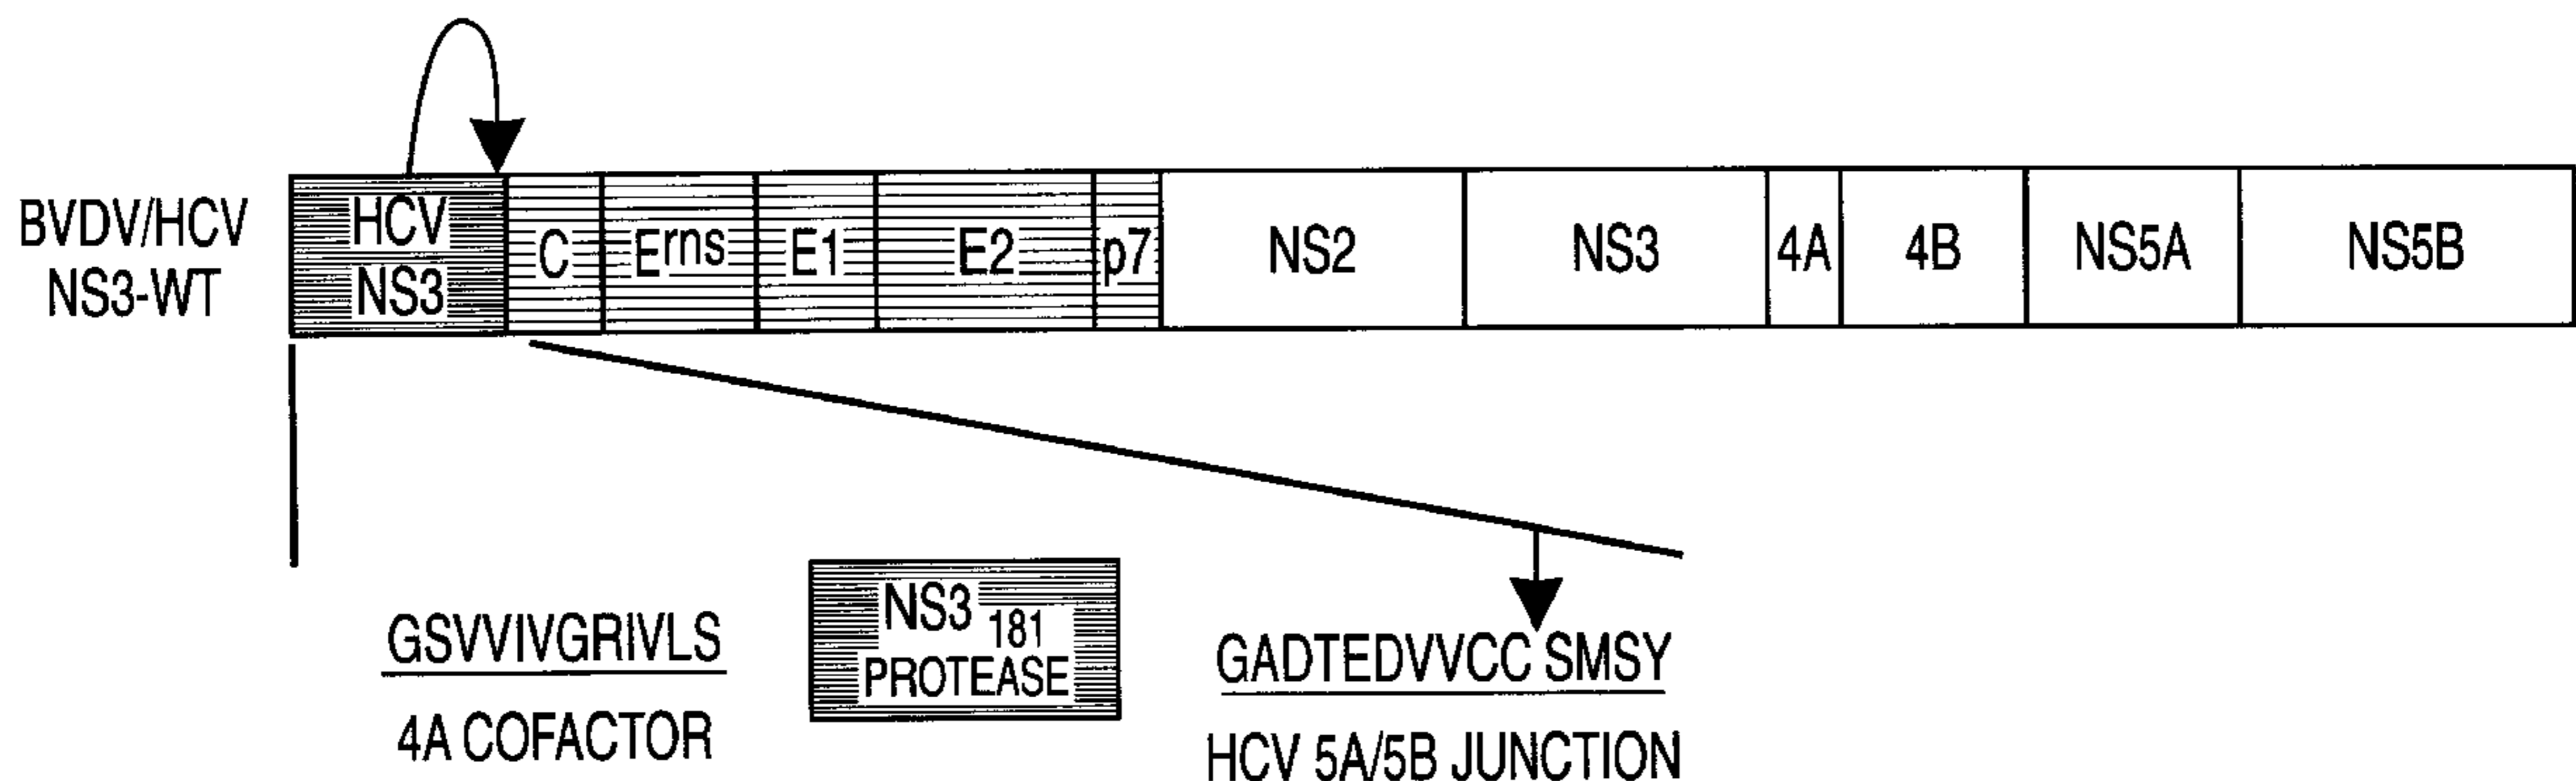 BVDV/HCV
NS3-WT
HCV
NS3
C
Erns
E1
E2
p7
NS2
NS3
4A
4B
NS5A
NS5B
GSVVIVGRIVLS
4A COFACTOR
NS3 181
PROTEASE
GADTEDVVCC SMSY
HCV 5A/5B JUNCTION